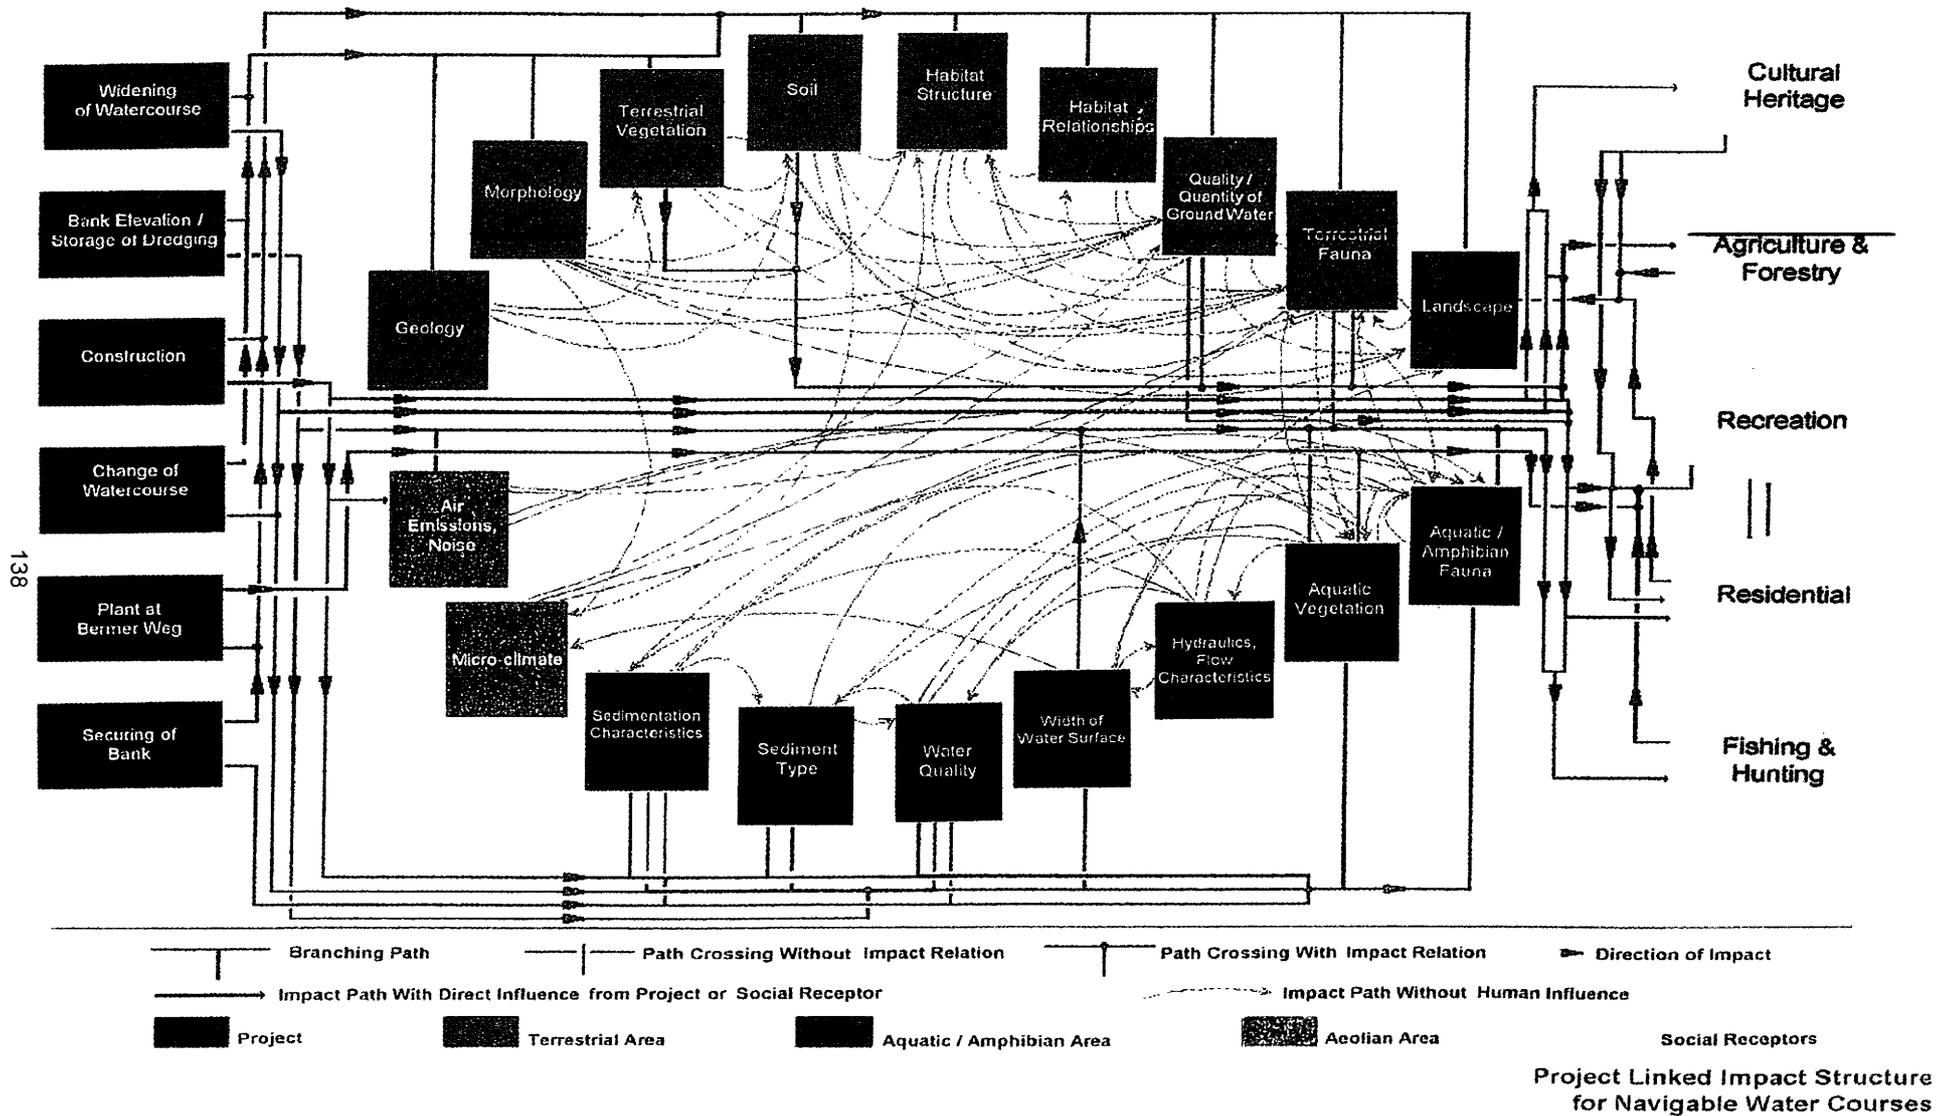 Widening
of Watercourse
Bank Elevation /
Storage of Dredging
Construction
Change of
Watercourse
Plant at
Bermer Weg
Securing of
Bank
138
Geology
Morphology
Terrestrial
Vegetation
Soil
Habitat
Structure
Habitat
Relationships
Quality /
Quantity of
Ground Water
Terrestrial
Fauna
Landscape
Air
Emissions,
Noise
Micro-climate
Sedimentation
Characteristics
Sediment
Type
Water
Quality
Width of
Water Surface
Hydraulics,
Flow
Characteristics
Aquatic
Vegetation
Aquatic /
Amphibian
Fauna
Cultural
Heritage
Agriculture &
Forestry
Recreation
Residential
Fishing &
Hunting
Branching Path
Path Crossing Without Impact Relation
Path Crossing With Impact Relation
Direction of Impact
Impact Path With Direct Influence from Project or Social Receptor
Impact Path Without Human Influence
Project
Terrestrial Area
Aquatic / Amphibian Area
Aeolian Area
Social Receptors
Project Linked Impact Structure
for Navigable Water Courses